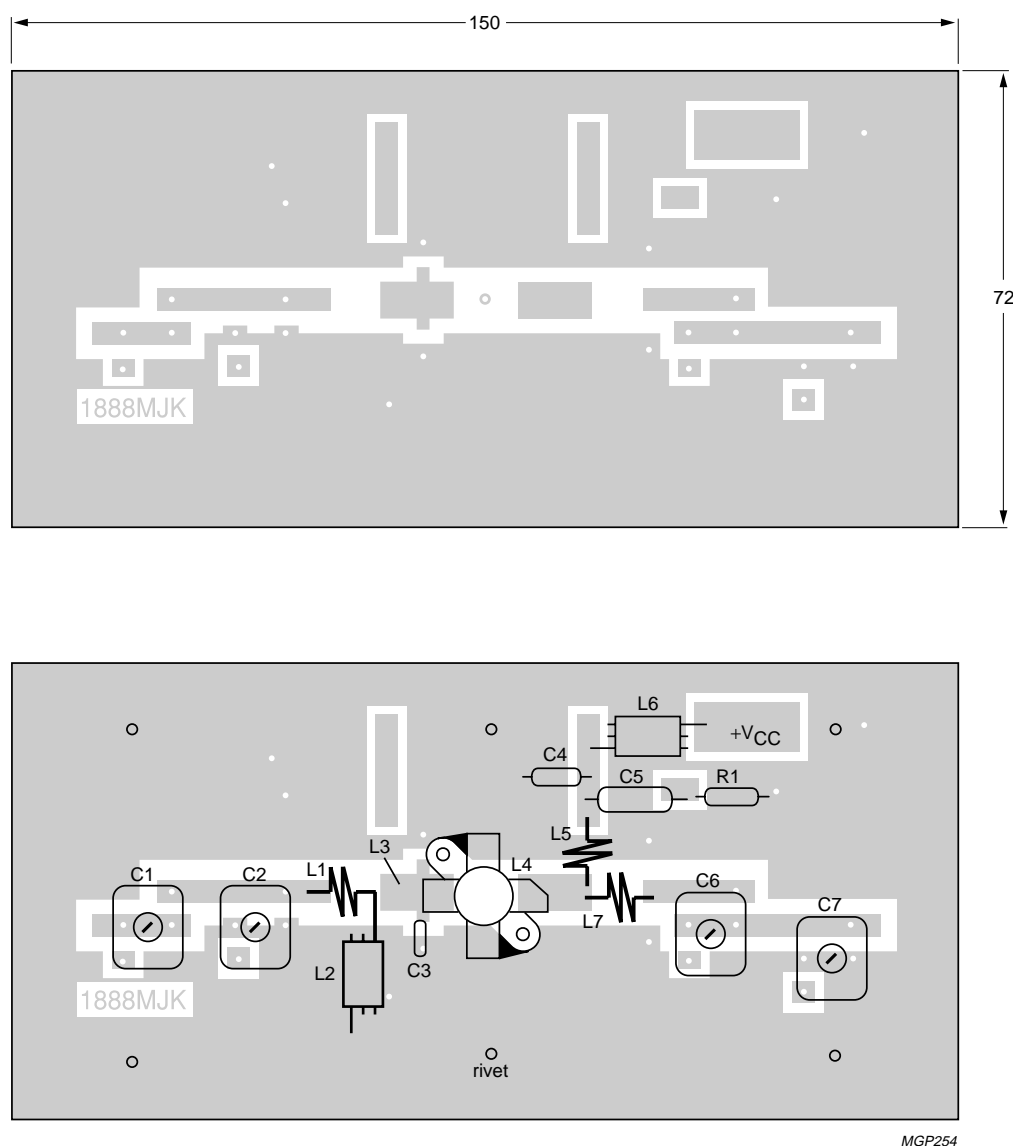 150
72
1888MJK
L6
+VCC
C4
C5
R1
L5
L3
L4
L1
C1
C2
C6
L7
C7
L2
C3
1888MJK
rivet
MGP254